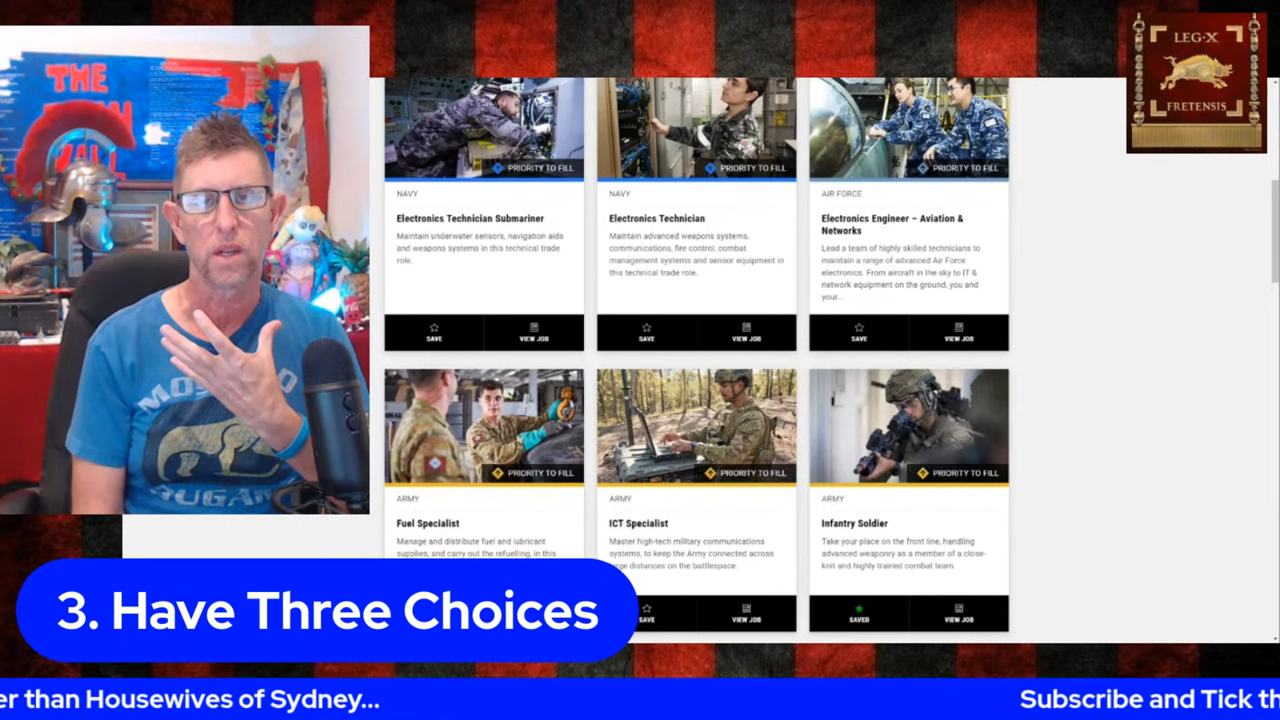 THE
LEG·X
FRETENSIS
MOS
SUGAR
PRIORITY TO FILL
NAVY
Electronics Technician Submariner
Maintain underwater sensors, navigation aids
and weapons systems in this technical trade
role.
SAVE
VIEW JOB
PRIORITY TO FILL
NAVY
Electronics Technician
Maintain advanced weapons systems,
communications, fire control, combat
management systems and sensor equipment in
this technical trade role.
SAVE
VIEW JOB
PRIORITY TO FILL
AIR FORCE
Electronics Engineer – Aviation &
Networks
Lead a team of highly skilled technicians to
maintain a range of advanced Air Force
electronics. From aircraft in the sky to IT &
network equipment on the ground, you and
your...
SAVE
VIEW JOB
PRIORITY TO FILL
ARMY
Fuel Specialist
Manage and distribute fuel and lubricant
supplies, and carry out the refuelling, in this
PRIORITY TO FILL
ARMY
ICT Specialist
Master high-tech military communications
systems, to keep the Army connected across
distances on the battlespace.
SAVE
VIEW JOB
PRIORITY TO FILL
ARMY
Infantry Soldier
Take your place on the front line, handling
advanced weaponry as a member of a close-
knit and highly trained combat team.
SAVED
VIEW JOB
3. Have Three Choices
er than Housewives of Sydney...
Subscribe and Tick th